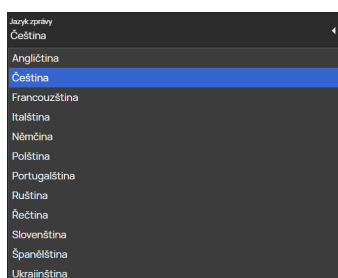 Jazyk zprávy
Čeština
Angličtina
Čeština
Francouzština
Italština
Němčina
Polština
Portugalština
Ruština
Řečtina
Slovenština
Španělština
Ukrajinština